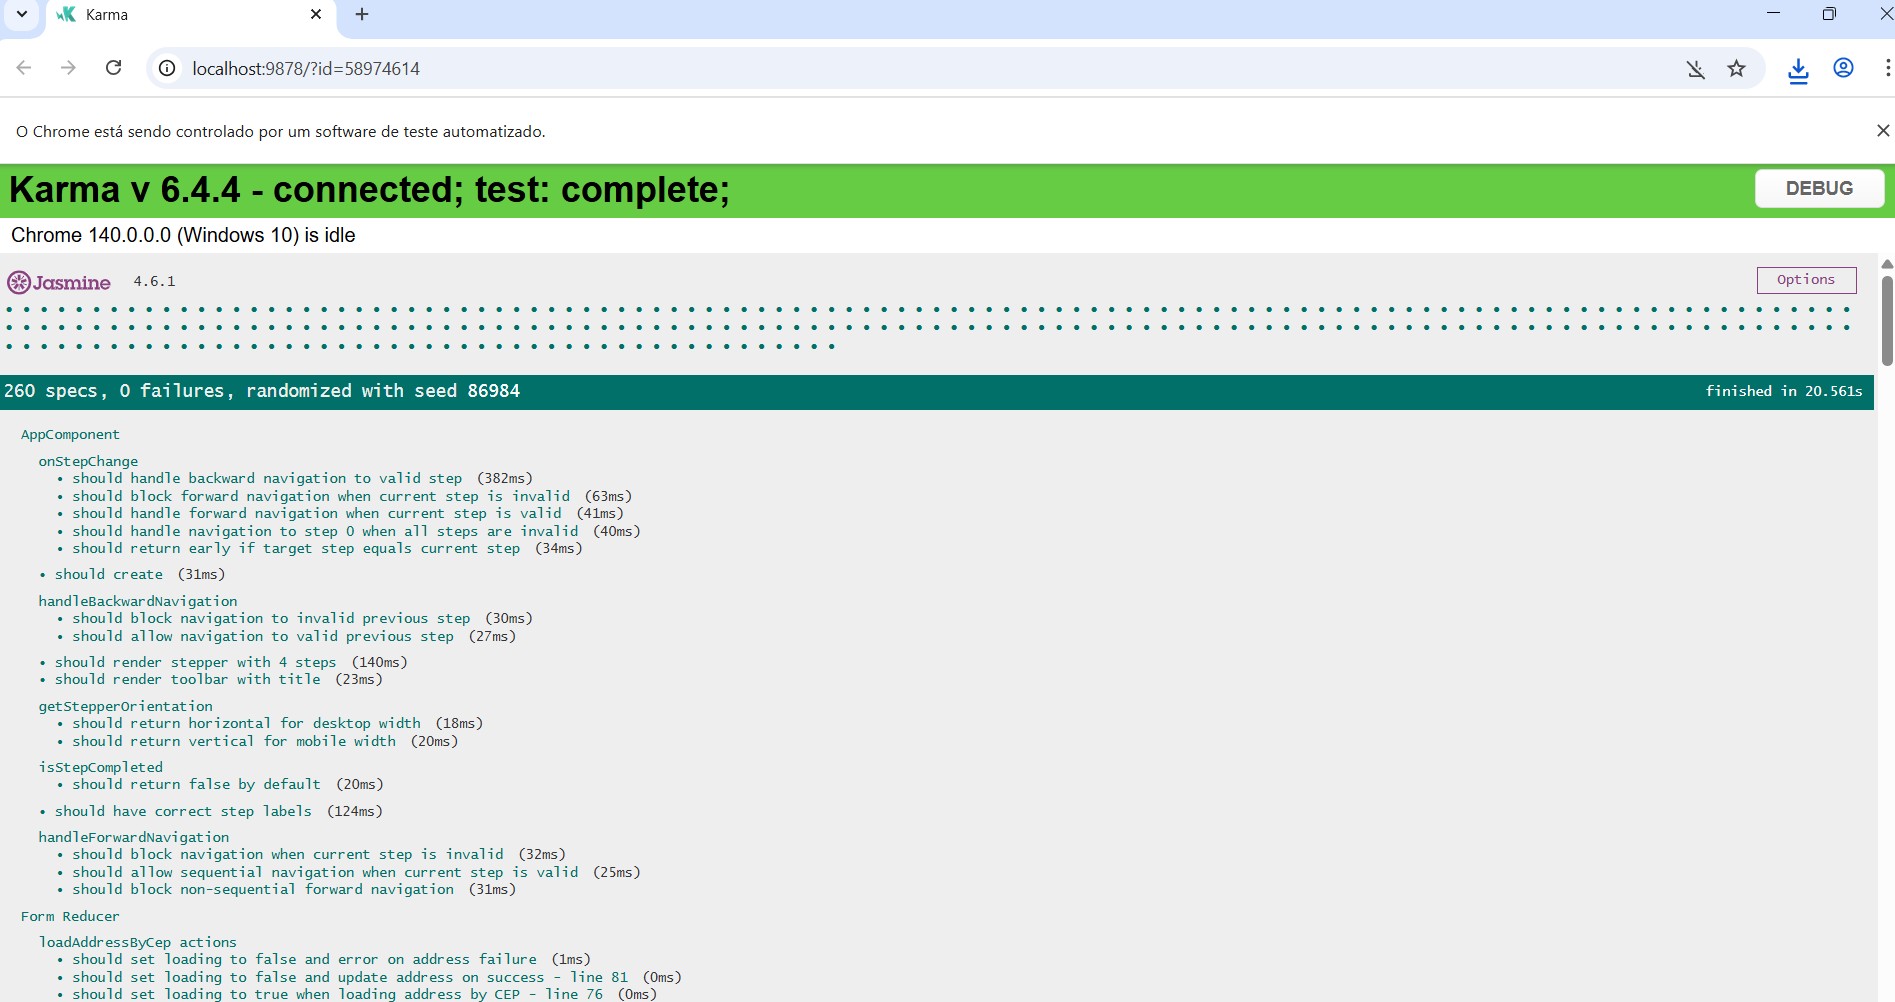 Karma
localhost:9878/?id=58974614
O Chrome está sendo controlado por um software de teste automatizado.
Karma v 6.4.4 - connected; test: complete;
DEBUG
Chrome 140.0.0.0 (Windows 10) is idle
Jasmine 4.6.1
Options
260 specs, 0 failures, randomized with seed 86984
finished in 20.561s
AppComponent
onStepChange
• should handle backward navigation to valid step (382ms)
• should block forward navigation when current step is invalid (63ms)
• should handle forward navigation when current step is valid (41ms)
• should handle navigation to step 0 when all steps are invalid (40ms)
• should return early if target step equals current step (34ms)
• should create (31ms)
handleBackwardNavigation
• should block navigation to invalid previous step (30ms)
• should allow navigation to valid previous step (27ms)
• should render stepper with 4 steps (140ms)
• should render toolbar with title (23ms)
getStepperOrientation
• should return horizontal for desktop width (18ms)
• should return vertical for mobile width (20ms)
isStepCompleted
• should return false by default (20ms)
• should have correct step labels (124ms)
handleForwardNavigation
• should block navigation when current step is invalid (32ms)
• should allow sequential navigation when current step is valid (25ms)
• should block non-sequential forward navigation (31ms)
Form Reducer
loadAddressByCep actions
• should set loading to false and error on address failure (1ms)
• should set loading to false and update address on success - line 81 (0ms)
• should set loading to true when loading address by CEP - line 76 (0ms)